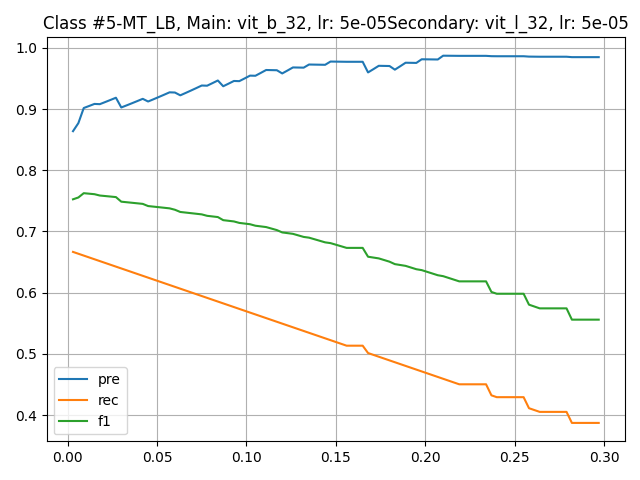 Class #5-MT_LB, Main: vit_b_32, lr: 5e-05Secondary: vit_l_32, lr: 5e-05
1.0
0.9
0.8
0.7
0.6
0.5
0.4
pre
rec
f1
0.00 0.05 0.10 0.15 0.20 0.25 0.30